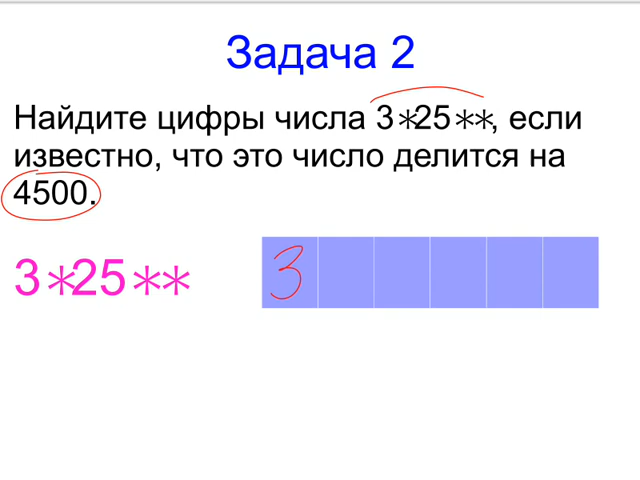 Задача 2
Найдите цифры числа 3*25**, если
известно, что это число делится на
4500.
3*25** 3